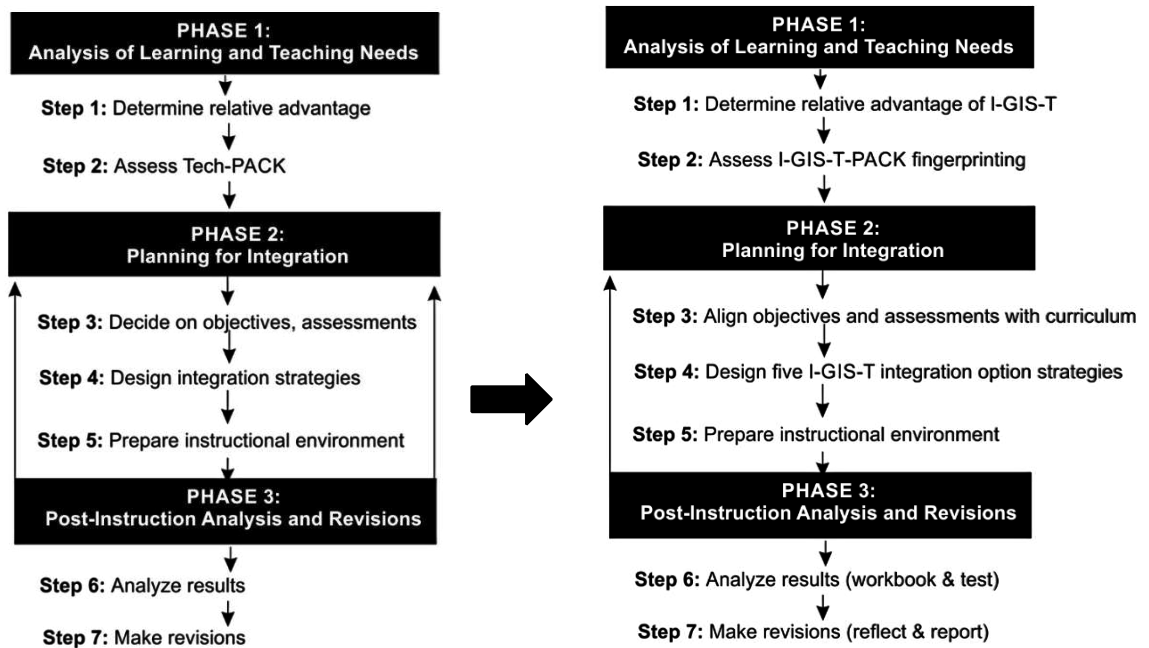 PHASE 1:
Analysis of Learning and Teaching Needs
Step 1: Determine relative advantage
Step 2: Assess Tech-PACK
PHASE 2:
Planning for Integration
Step 3: Decide on objectives, assessments
Step 4: Design integration strategies
Step 5: Prepare instructional environment
PHASE 3:
Post-Instruction Analysis and Revisions
Step 6: Analyze results
Step 7: Make revisions
PHASE 1:
Analysis of Learning and Teaching Needs
Step 1: Determine relative advantage of I-GIS-T
Step 2: Assess I-GIS-T-PACK fingerprinting
PHASE 2:
Planning for Integration
Step 3: Align objectives and assessments with curriculum
Step 4: Design five I-GIS-T integration option strategies
Step 5: Prepare instructional environment
PHASE 3:
Post-Instruction Analysis and Revisions
Step 6: Analyze results (workbook & test)
Step 7: Make revisions (reflect & report)